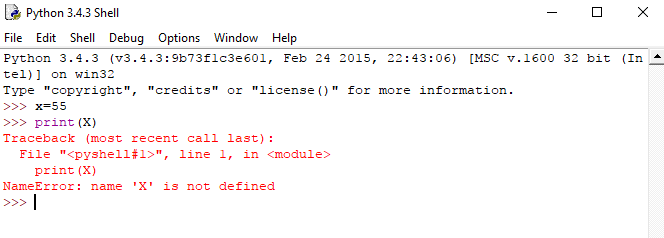 Python 3.4.3 Shell
File Edit Shell Debug Options Window Help
Python 3.4.3 (v3.4.3:9b73f1c3e601, Feb 24 2015, 22:43:06) [MSC v.1600 32 bit (In
tel)] on win32
Type "copyright", "credits" or "license()" for more information.
>>> x=55
>>> print(X)
Traceback (most recent call last):
  File "<pyshell#1>", line 1, in <module>
    print(X)
NameError: name 'X' is not defined
>>>